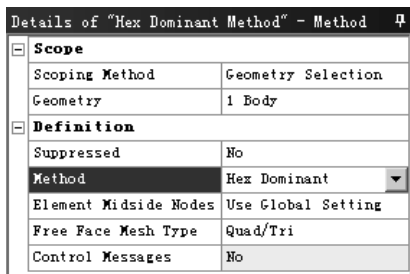 Details of "Hex Dominant Method" - Method
Scope
Scoping Method Geometry Selection
Geometry 1 Body
Definition
Suppressed No
Method Hex Dominant
Element Midside Nodes Use Global Setting
Free Face Mesh Type Quad/Tri
Control Messages No